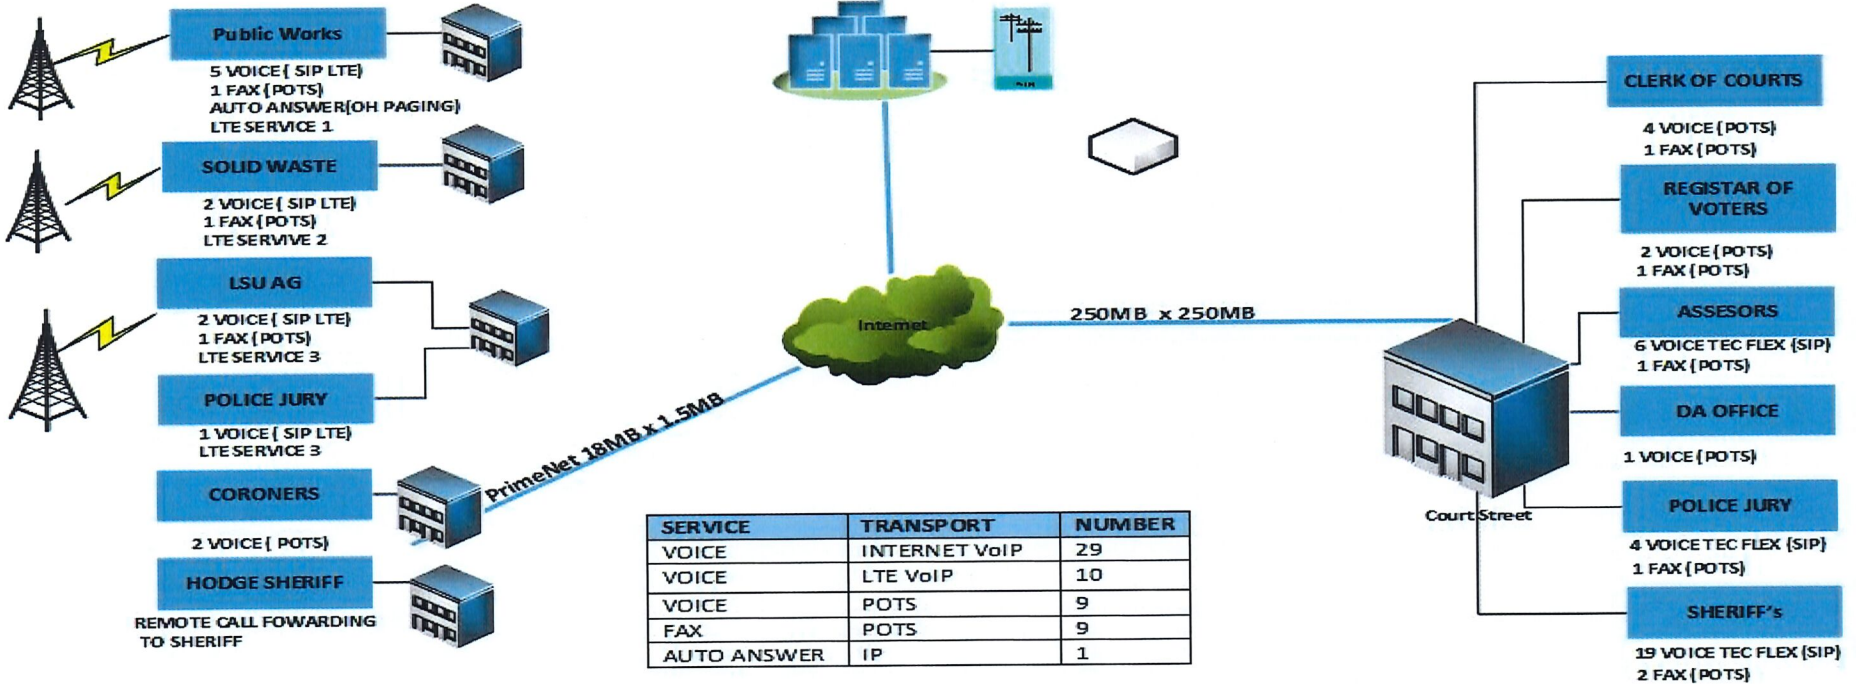 Public Works
5 VOICE( SIP LTE)
1 FAX(POTS)
AUTO ANSWER(OH PAGING)
LTE SERVICE 1
SOLID WASTE
2 VOICE( SIP LTE)
1 FAX(POTS)
LTE SERVIVE 2
LSU AG
2 VOICE( SIP LTE)
1 FAX(POTS)
LTE SERVICE 3
POLICE JURY
1 VOICE( SIP LTE)
LTE SERVICE 3
CORONERS
2 VOICE( POTS)
HODGE SHERIFF
REMOTE CALL FOWARDING
TO SHERIFF
Internet
PrimeNet 18MB x 1.5MB
250MB x 250MB
SERVICE TRANSPORT NUMBER
VOICE INTERNET VoIP 29
VOICE LTE VoIP 10
VOICE POTS 9
FAX POTS 9
AUTO ANSWER IP 1
Court Street
CLERK OF COURTS
4 VOICE(POTS)
1 FAX(POTS)
REGISTAR OF
VOTERS
2 VOICE(POTS)
1 FAX(POTS)
ASSESORS
6 VOICE TEC FLEX (SIP)
1 FAX(POTS)
DA OFFICE
1 VOICE(POTS)
POLICE JURY
4 VOICE TEC FLEX (SIP)
1 FAX(POTS)
SHERIFF's
19 VOICE TEC FLEX (SIP)
2 FAX(POTS)